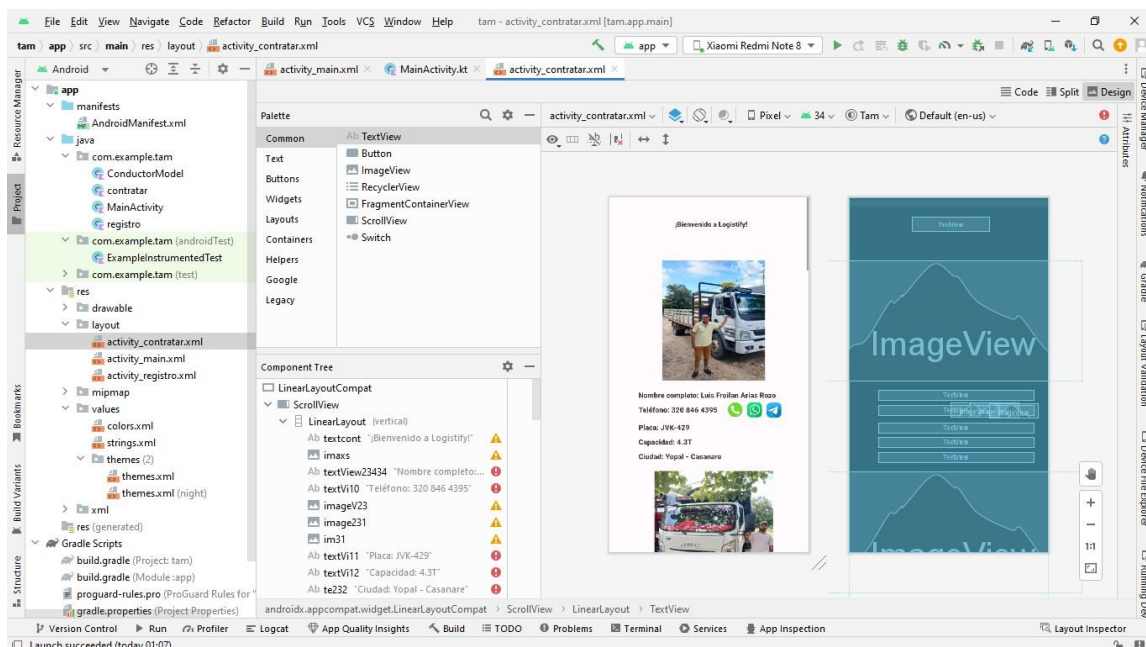 File Edit View Navigate Code Refactor Build Run Tools VCS Window Help tam - activity_contratar.xml [tam.app.main]
tam app src main res layout activity_contratar.xml
app Xiaomi Redmi Note 8
Android
activity_main.xml MainActivity.kt activity_contratar.xml
Code Split Design
Resource Manager
Project
Bookmarks
Build Variants
Structure
app
manifests
AndroidManifest.xml
java
com.example.tam
ConductorModel
contratar
MainActivity
registro
com.example.tam (androidTest)
ExampleInstrumentedTest
com.example.tam (test)
res
drawable
layout
activity_contratar.xml
activity_main.xml
activity_registro.xml
mipmap
values
colors.xml
strings.xml
themes (2)
themes.xml
themes.xml (night)
xml
res (generated)
Gradle Scripts
build.gradle (Project: tam)
build.gradle (Module :app)
proguard-rules.pro (ProGuard Rules for "
gradle.properties (Project Properties)
Palette
Common
Text
Buttons
Widgets
Layouts
Containers
Helpers
Google
Legacy
Ab TextView
Button
ImageView
RecyclerView
FragmentContainerView
ScrollView
Switch
Component Tree
LinearLayoutCompat
ScrollView
LinearLayout (vertical)
Ab textcont "¡Bienvenido a Logistify!"
imaxs
Ab textView23434 "Nombre completo:...
Ab textVi10 "Teléfono: 320 846 4395"
imageV23
image231
im31
Ab textVi11 "Placa: JVK-429"
Ab textVi12 "Capacidad: 4.3T"
Ab te232 "Ciudad: Yopal - Casanare"
activity_contratar.xml Pixel 34 Tam Default (en-us)
¡Bienvenido a Logistify!
Nombre completo: Luis Froilan Arias Rozo
Teléfono: 320 846 4395
Placa: JVK-429
Capacidad: 4.3T
Ciudad: Yopal - Casanare
TextView
ImageView
TextView
TextView
TextView
ImageView
1:1
Device Manager
Attributes
Notifications
Gradle
Layout Validation
Device File Explorer
androidx.appcompat.widget.LinearLayoutCompat ScrollView LinearLayout TextView
Version Control Run Profiler Logcat App Quality Insights Build TODO Problems Terminal Services App Inspection Layout Inspector
Launch succeeded (today 01:07)